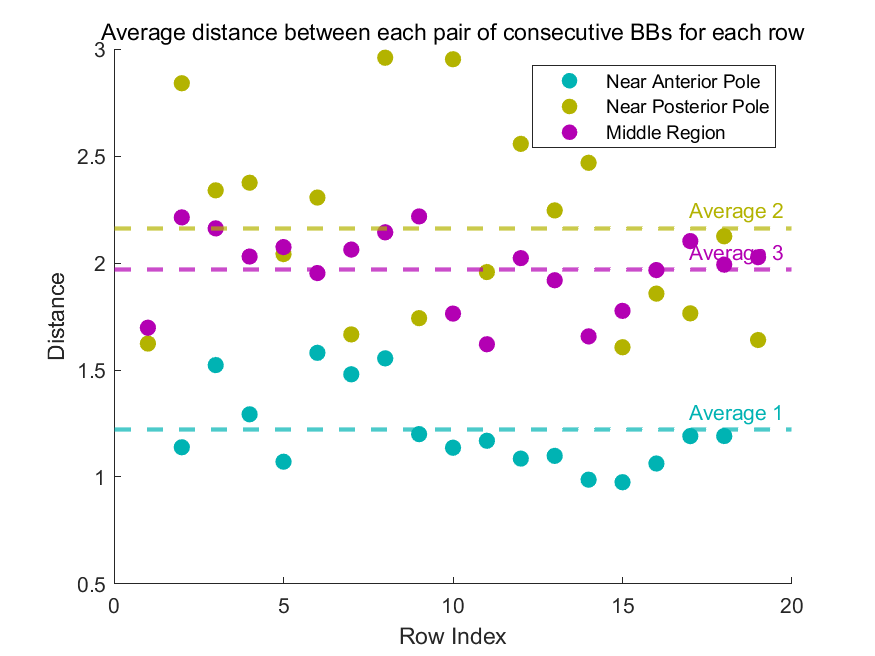 Average distance between each pair of consecutive BBs for each row
3
Near Anterior Pole
Near Posterior Pole
Middle Region
2.5
Average 2
2
Average 3
Distance
1.5
Average 1
1
0.5
0 5 10 15 20
Row Index